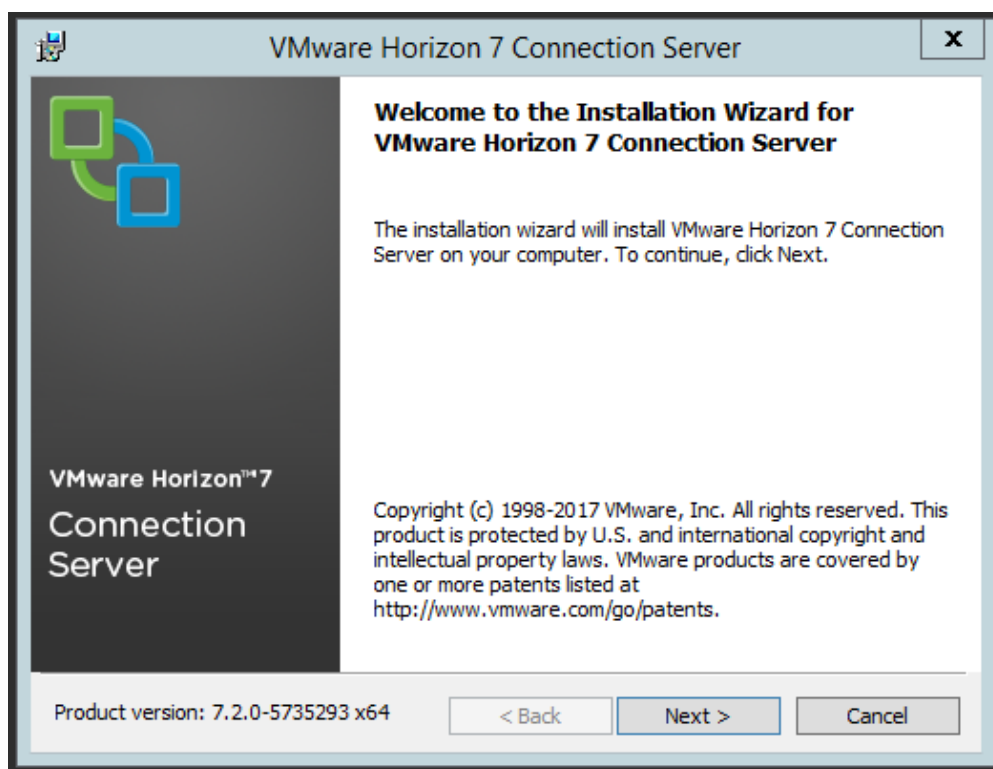 VMware Horizon 7 Connection Server
x
Welcome to the Installation Wizard for
VMware Horizon 7 Connection Server
The installation wizard will install VMware Horizon 7 Connection
Server on your computer. To continue, click Next.
VMware Horizon™7
Connection
Server
Copyright (c) 1998-2017 VMware, Inc. All rights reserved. This
product is protected by U.S. and international copyright and
intellectual property laws. VMware products are covered by
one or more patents listed at
http://www.vmware.com/go/patents.
Product version: 7.2.0-5735293 x64
< Back
Next >
Cancel